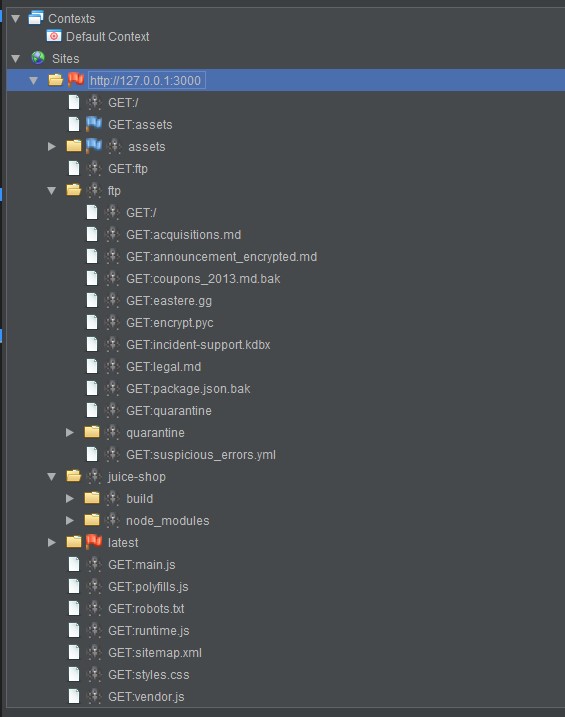 Contexts
Default Context
Sites
http://127.0.0.1:3000
GET:/
GET:assets
assets
GET:ftp
ftp
GET:/
GET:acquisitions.md
GET:announcement_encrypted.md
GET:coupons_2013.md.bak
GET:eastere.gg
GET:encrypt.pyc
GET:incident-support.kdbx
GET:legal.md
GET:package.json.bak
GET:quarantine
quarantine
GET:suspicious_errors.yml
juice-shop
build
node_modules
latest
GET:main.js
GET:polyfills.js
GET:robots.txt
GET:runtime.js
GET:sitemap.xml
GET:styles.css
GET:vendor.js